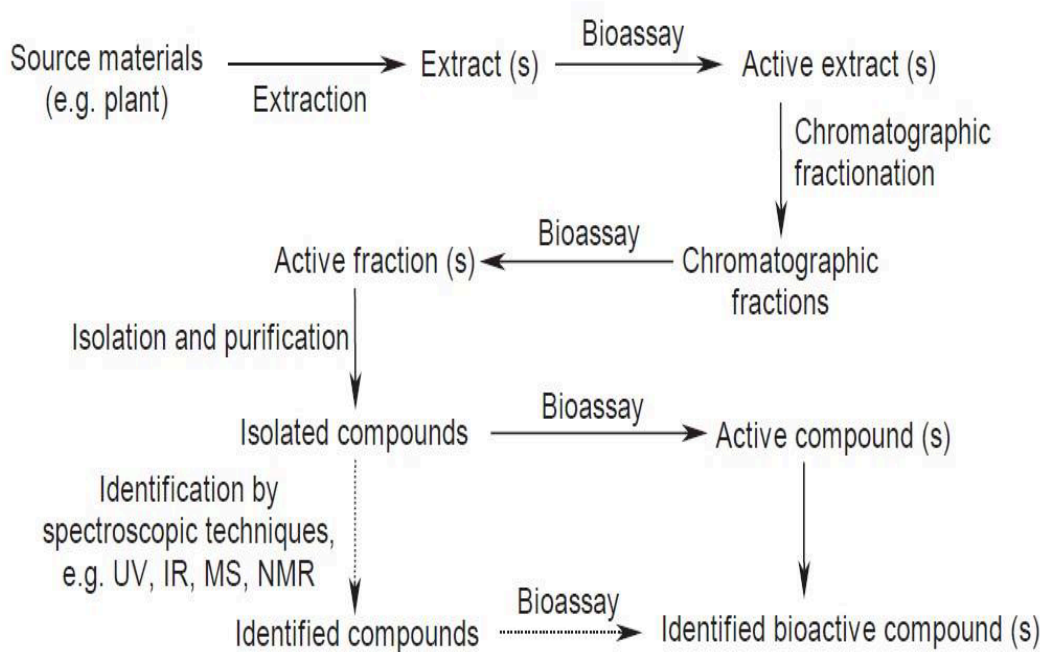 Source materials
(e.g. plant)
Extraction
Extract (s)
Bioassay
Active extract (s)
Chromatographic
fractionation
Chromatographic
fractions
Bioassay
Active fraction (s)
Isolation and purification
Isolated compounds
Bioassay
Active compound (s)
Identification by
spectroscopic techniques,
e.g. UV, IR, MS, NMR
Identified compounds
Bioassay
Identified bioactive compound (s)